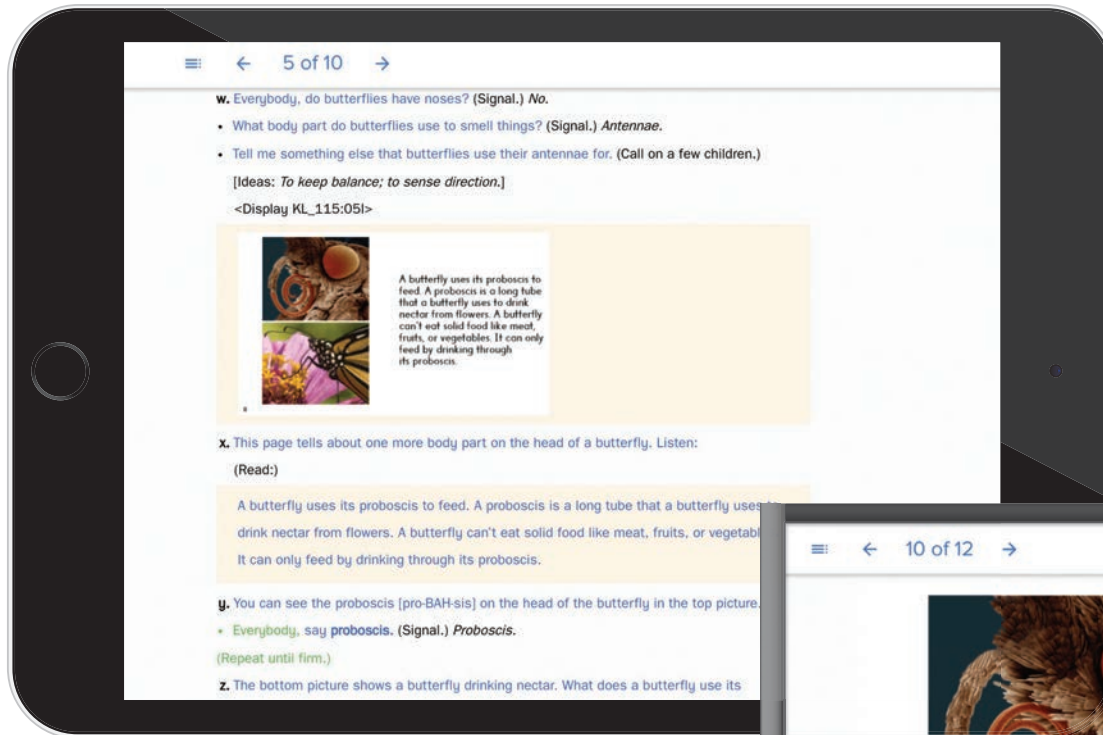 5 of 10
w. Everybody, do butterflies have noses? (Signal.) No.
• What body part do butterflies use to smell things? (Signal.) Antennae.
• Tell me something else that butterflies use their antennae for. (Call on a few children.)
[Ideas: To keep balance; to sense direction.]
<Display KL_115:05I>
A butterfly uses its proboscis to
feed. A proboscis is a long tube
that a butterfly uses to drink
nectar from flowers. A butterfly
can't eat solid food like meat,
fruits, or vegetables. It can only
feed by drinking through
its proboscis.
x. This page tells about one more body part on the head of a butterfly. Listen:
(Read:)
A butterfly uses its proboscis to feed. A proboscis is a long tube that a butterfly uses
drink nectar from flowers. A butterfly can't eat solid food like meat, fruits, or
It can only feed by drinking through its proboscis.
y. You can see the proboscis [pro-BAH-sis] on the head of the butterfly in the top picture.
• Everybody, say proboscis. (Signal.) Proboscis.
(Repeat until firm.)
z. The bottom picture shows a butterfly drinking nectar. What does a butterfly use its
10 of 12